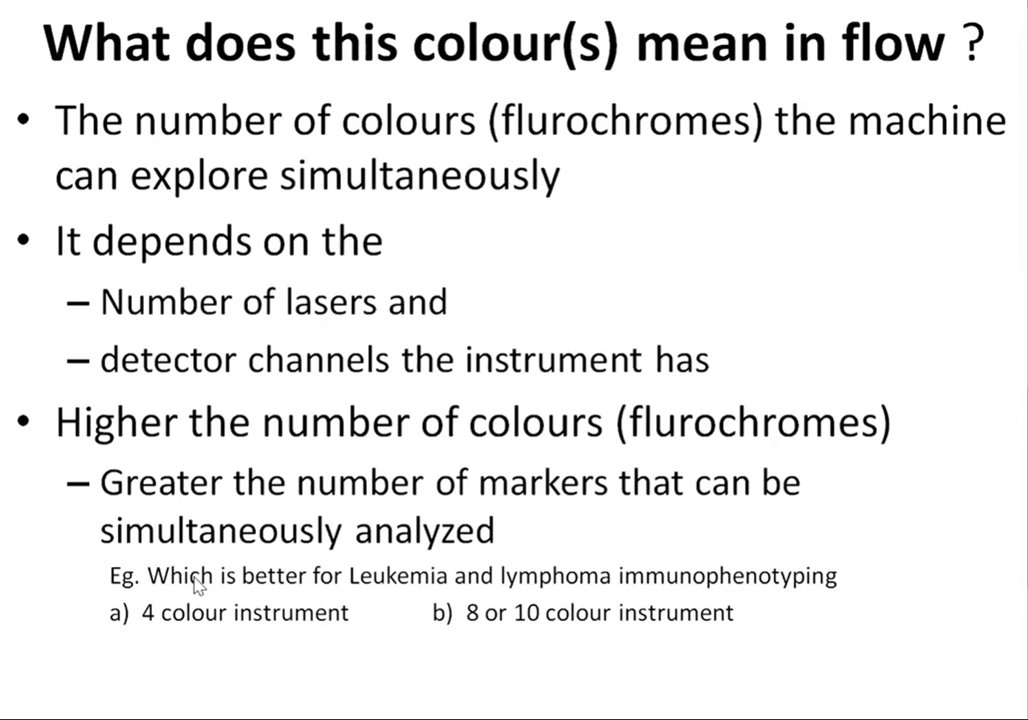 What does this colour(s) mean in flow ?
• The number of colours (flurochromes) the machine
can explore simultaneously
• It depends on the
– Number of lasers and
– detector channels the instrument has
• Higher the number of colours (flurochromes)
– Greater the number of markers that can be
simultaneously analyzed
Eg. Which is better for Leukemia and lymphoma immunophenotyping
a) 4 colour instrument b) 8 or 10 colour instrument